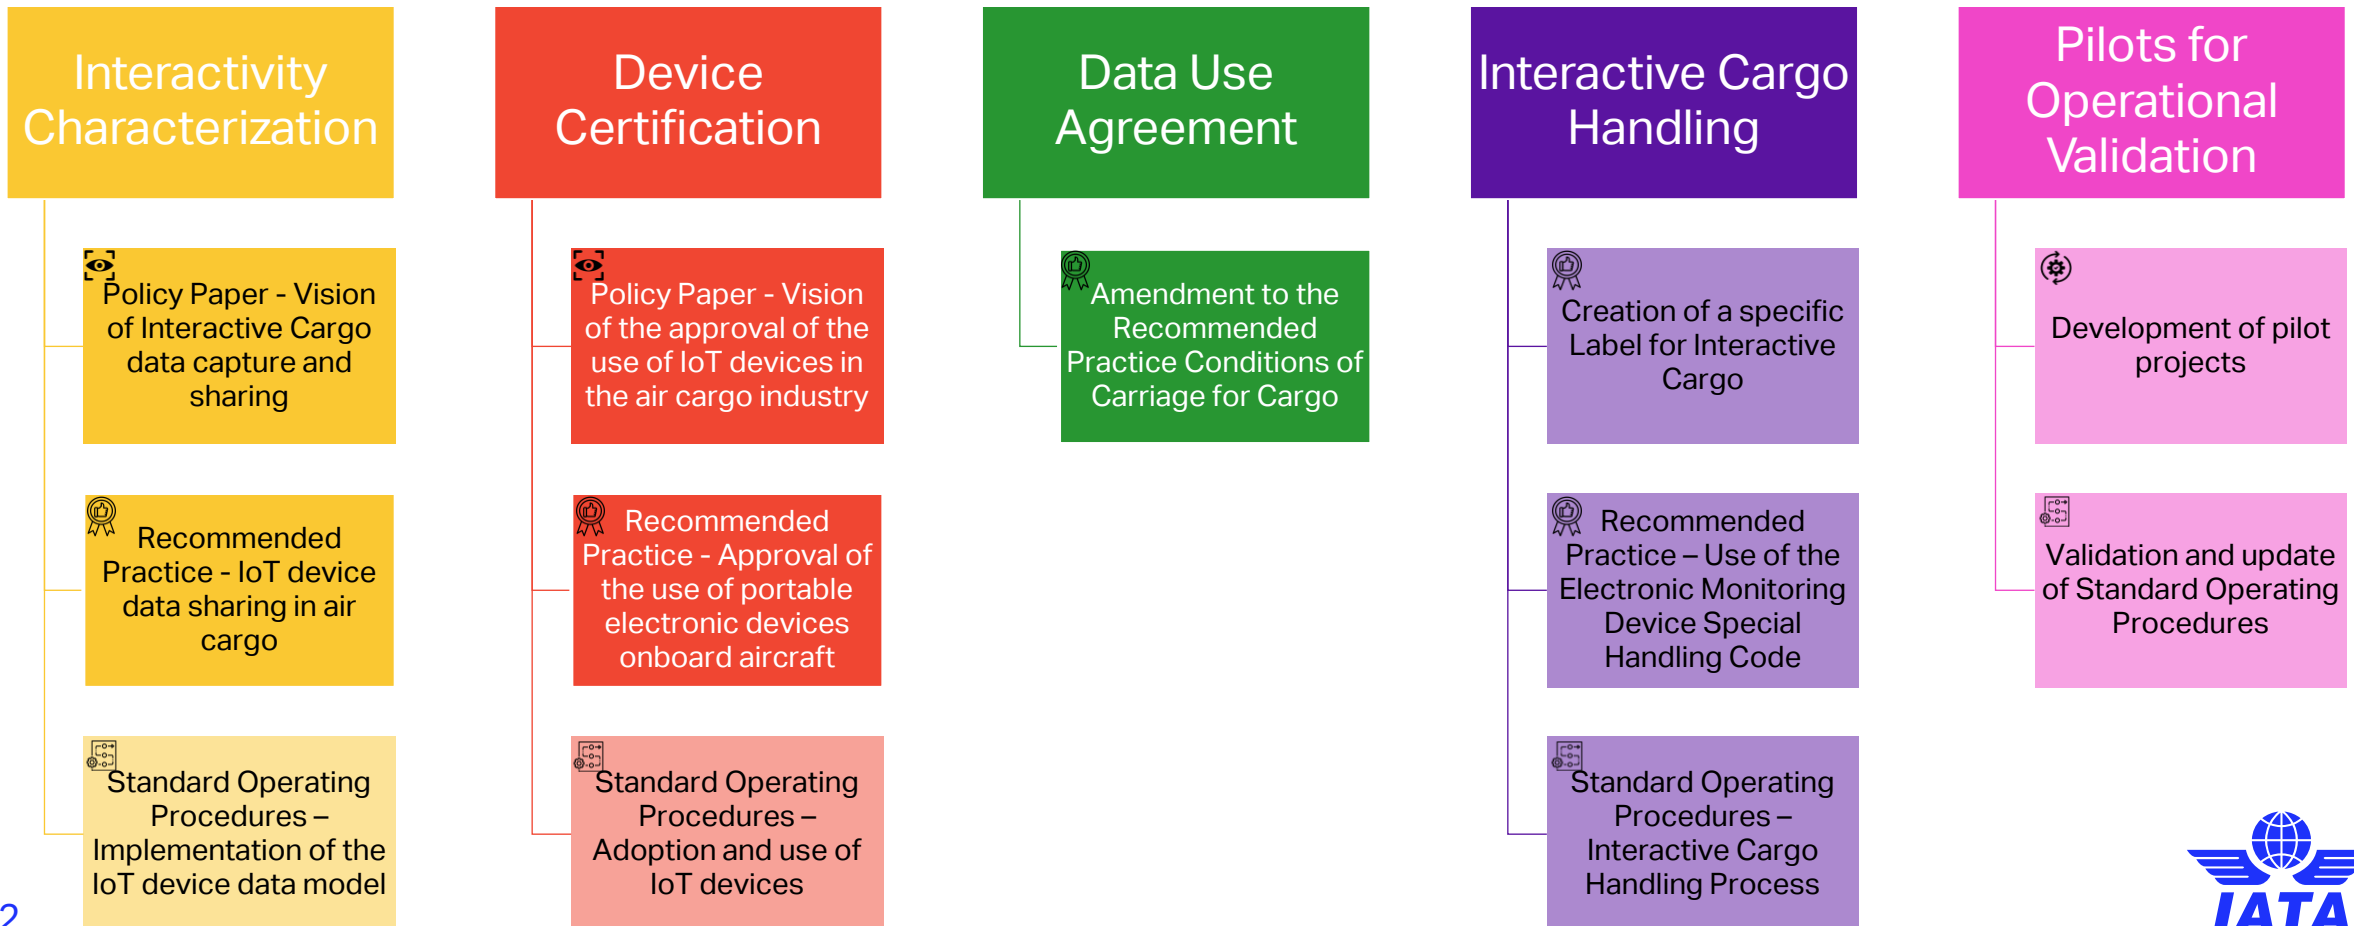 Interactivity
Characterization
Policy Paper - Vision
of Interactive Cargo
data capture and
sharing
Recommended
Practice - IoT device
data sharing in air
cargo
Standard Operating
Procedures –
Implementation of the
IoT device data model
Device
Certification
Policy Paper - Vision
of the approval of the
use of IoT devices in
the air cargo industry
Recommended
Practice - Approval of
the use of portable
electronic devices
onboard aircraft
Standard Operating
Procedures –
Adoption and use of
IoT devices
Data Use
Agreement
Amendment to the
Recommended
Practice Conditions of
Carriage for Cargo
Interactive Cargo
Handling
Creation of a specific
Label for Interactive
Cargo
Recommended
Practice – Use of the
Electronic Monitoring
Device Special
Handling Code
Standard Operating
Procedures –
Interactive Cargo
Handling Process
Pilots for
Operational
Validation
Development of pilot
projects
Validation and update
of Standard Operating
Procedures
2
IATA